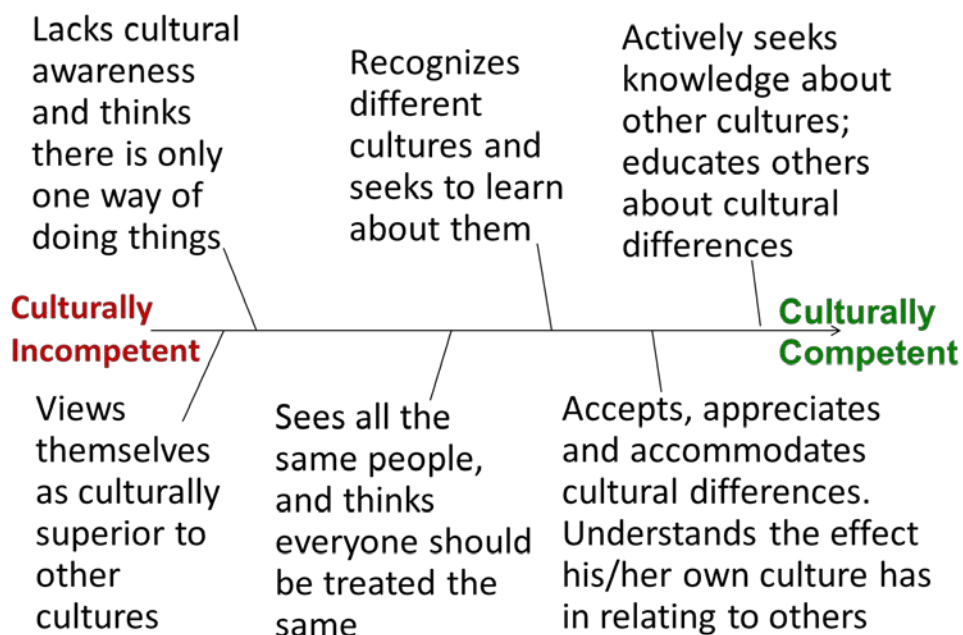 Lacks cultural
awareness
and thinks
there is only
one way of
doing things
Recognizes
different
cultures and
seeks to learn
about them
Actively seeks
knowledge about
other cultures;
educates others
about cultural
differences
Culturally
Incompetent
Culturally
Competent
Views
themselves
as culturally
superior to
other
cultures
Sees all the
same people,
and thinks
everyone should
be treated the
same
Accepts, appreciates
and accommodates
cultural differences.
Understands the effect
his/her own culture has
in relating to others